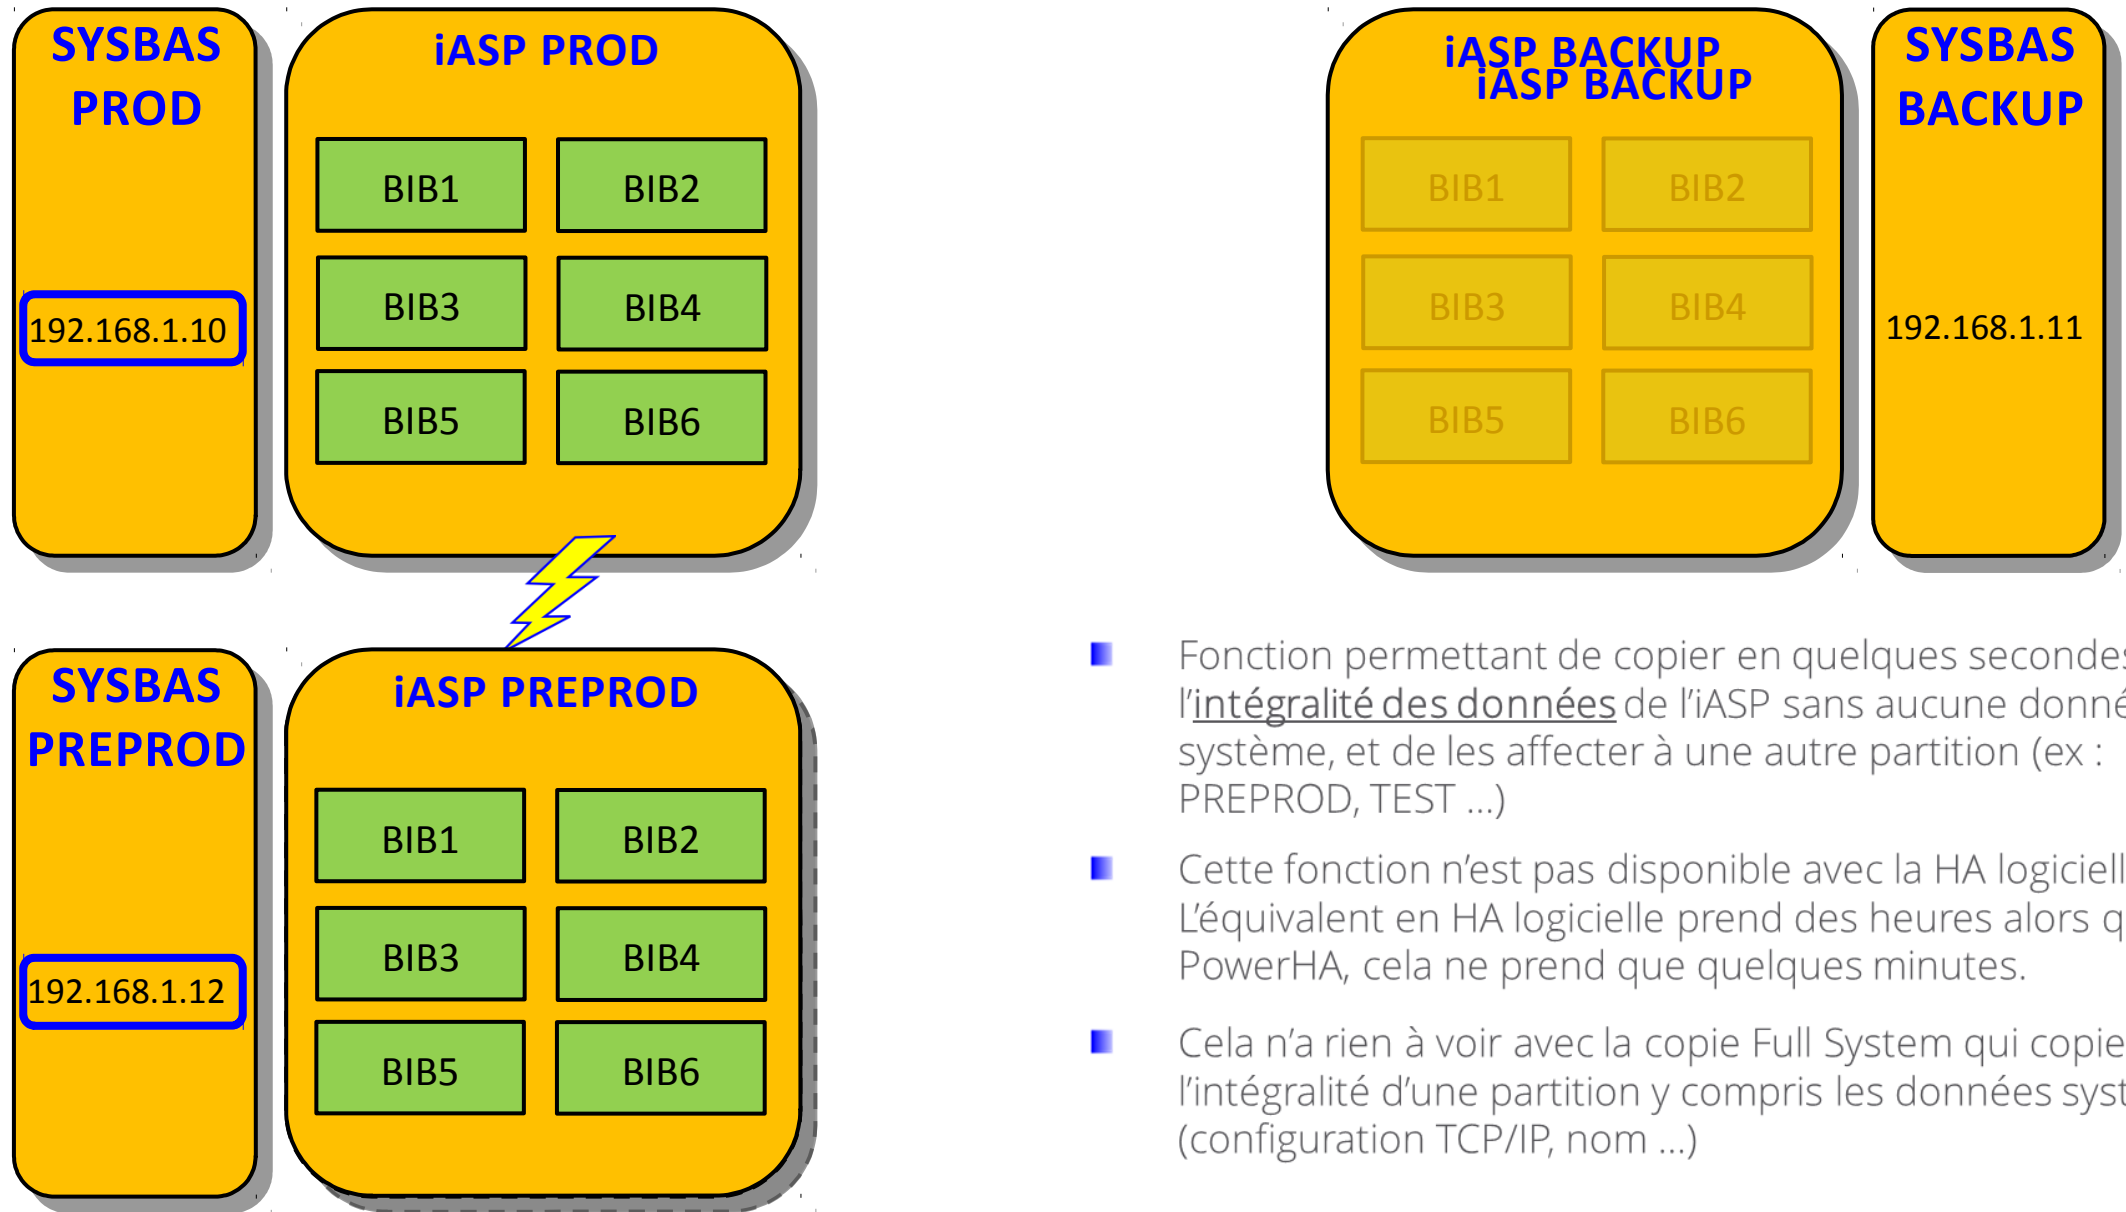 SYSBAS
PROD
192.168.1.10
iASP PROD
BIB1 BIB2
BIB3 BIB4
BIB5 BIB6
iASP BACKUP
iASP BACKUP
BIB1 BIB2
BIB3 BIB4
BIB5 BIB6
SYSBAS
BACKUP
192.168.1.11
SYSBAS
PREPROD
192.168.1.12
iASP PREPROD
BIB1 BIB2
BIB3 BIB4
BIB5 BIB6
Fonction permettant de copier en quelques secondes
l’intégralité des données de l’iASP sans aucune donné
système, et de les affecter à une autre partition (ex :
PREPROD, TEST …)
Cette fonction n’est pas disponible avec la HA logiciell
L’équivalent en HA logicielle prend des heures alors q
PowerHA, cela ne prend que quelques minutes.
Cela n’a rien à voir avec la copie Full System qui copie
l’intégralité d’une partition y compris les données syst
(configuration TCP/IP, nom …)